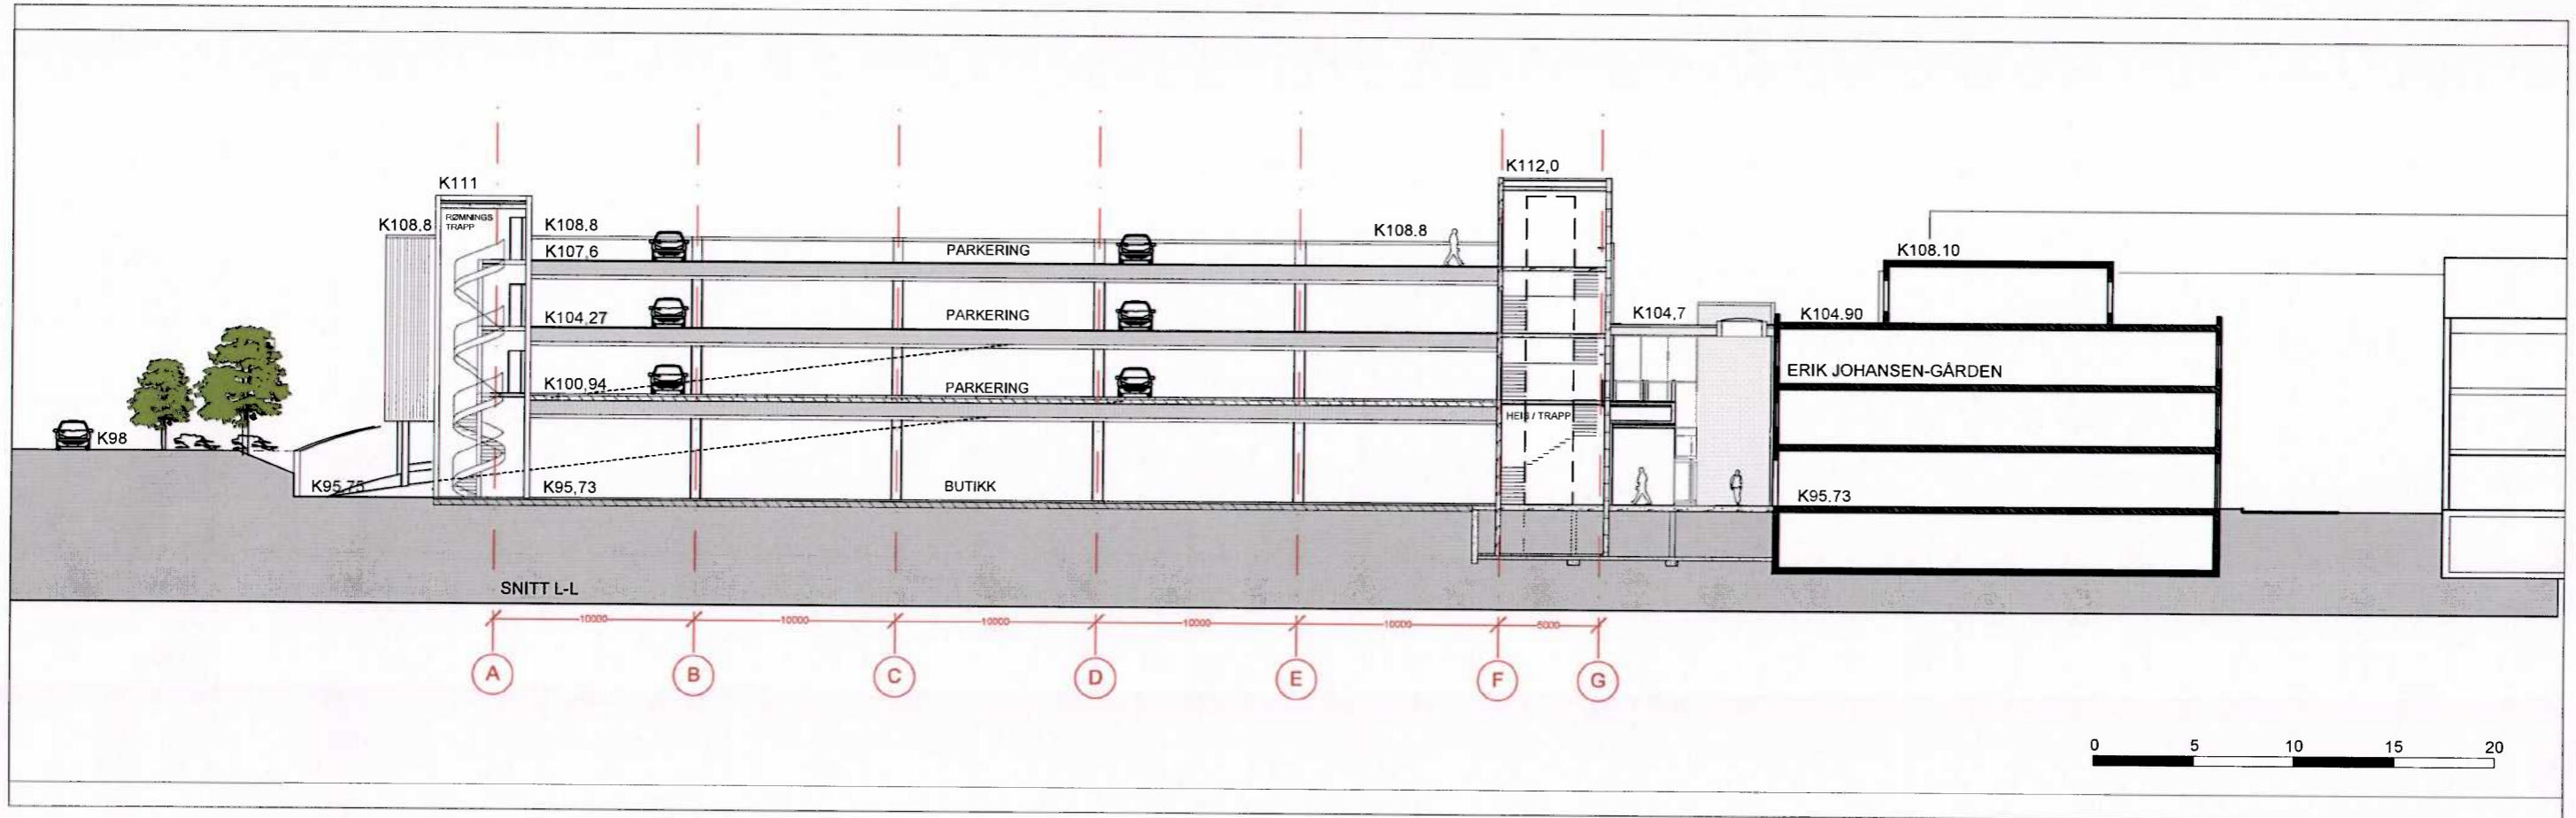 K112,0
K111
RØMNINGS
TRAPP
K108,8
K108,8
K108.8
K107,6
PARKERING
K108.10
K104,27
PARKERING
K104,7
K104.90
ERIK JOHANSEN-GÅRDEN
K100,94
PARKERING
HEIS / TRAPP
K98
K95,73
K95,73
BUTIKK
K95.73
SNITT L-L
10000
10000
10000
10000
10000
5000
A
B
C
D
E
F
G
0 5 10 15 20